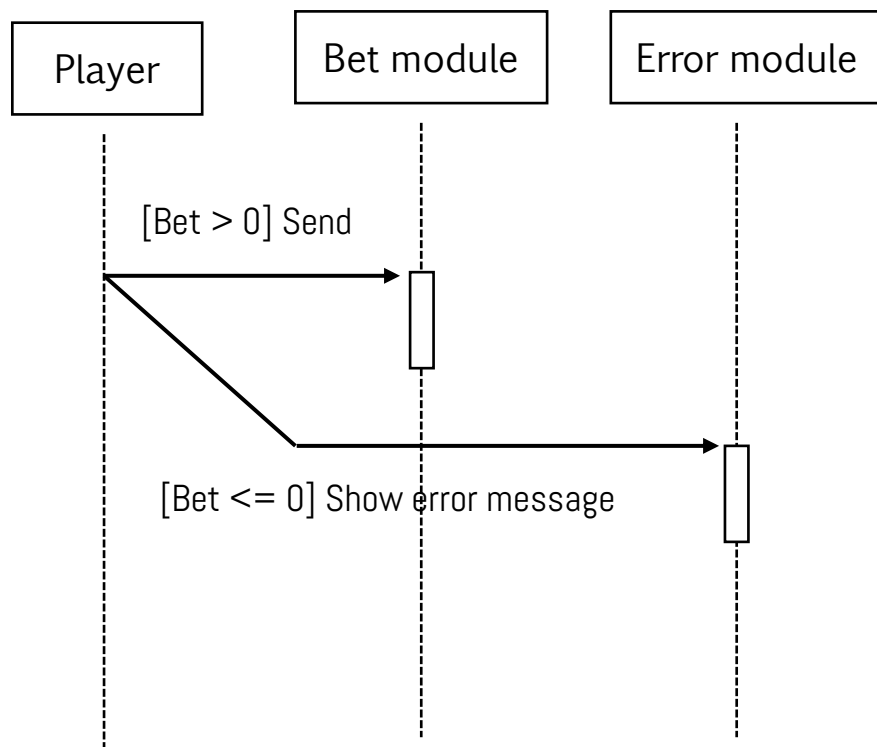 Player
Bet module
Error module
[Bet > 0] Send
[Bet <= 0] Show error message